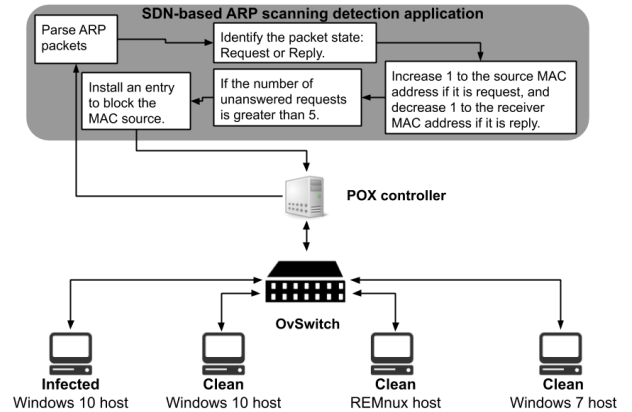 SDN-based ARP scanning detection application
Parse ARP
packets
Identify the packet state:
Request or Reply.
Increase 1 to the source MAC
address if it is request, and
decrease 1 to the receiver
MAC address if it is reply.
If the number of
unanswered requests
is greater than 5.
Install an entry
to block the
MAC source.
POX controller
OvSwitch
Infected
Windows 10 host
Clean
Windows 10 host
Clean
REMnux host
Clean
Windows 7 host